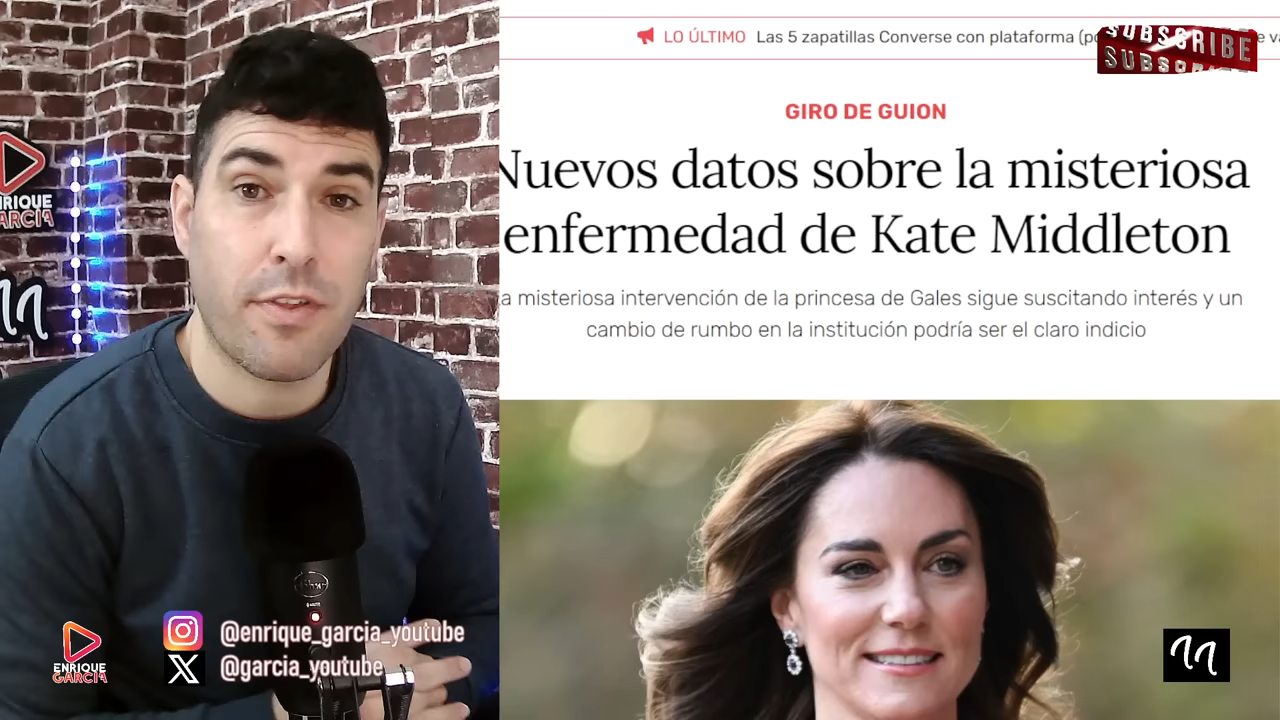 LO ÚLTIMO Las 5 zapatillas Converse con plataforma
SUBSCRIBE
GIRO DE GUION
Nuevos datos sobre la misteriosa
enfermedad de Kate Middleton
a misteriosa intervención de la princesa de Gales sigue suscitando interés y un
cambio de rumbo en la institución podría ser el claro indicio
ENRIQUE
GARCÍA
@enrique_garcia_youtube
@garcia_youtube
ENRIQUE
GARCIA